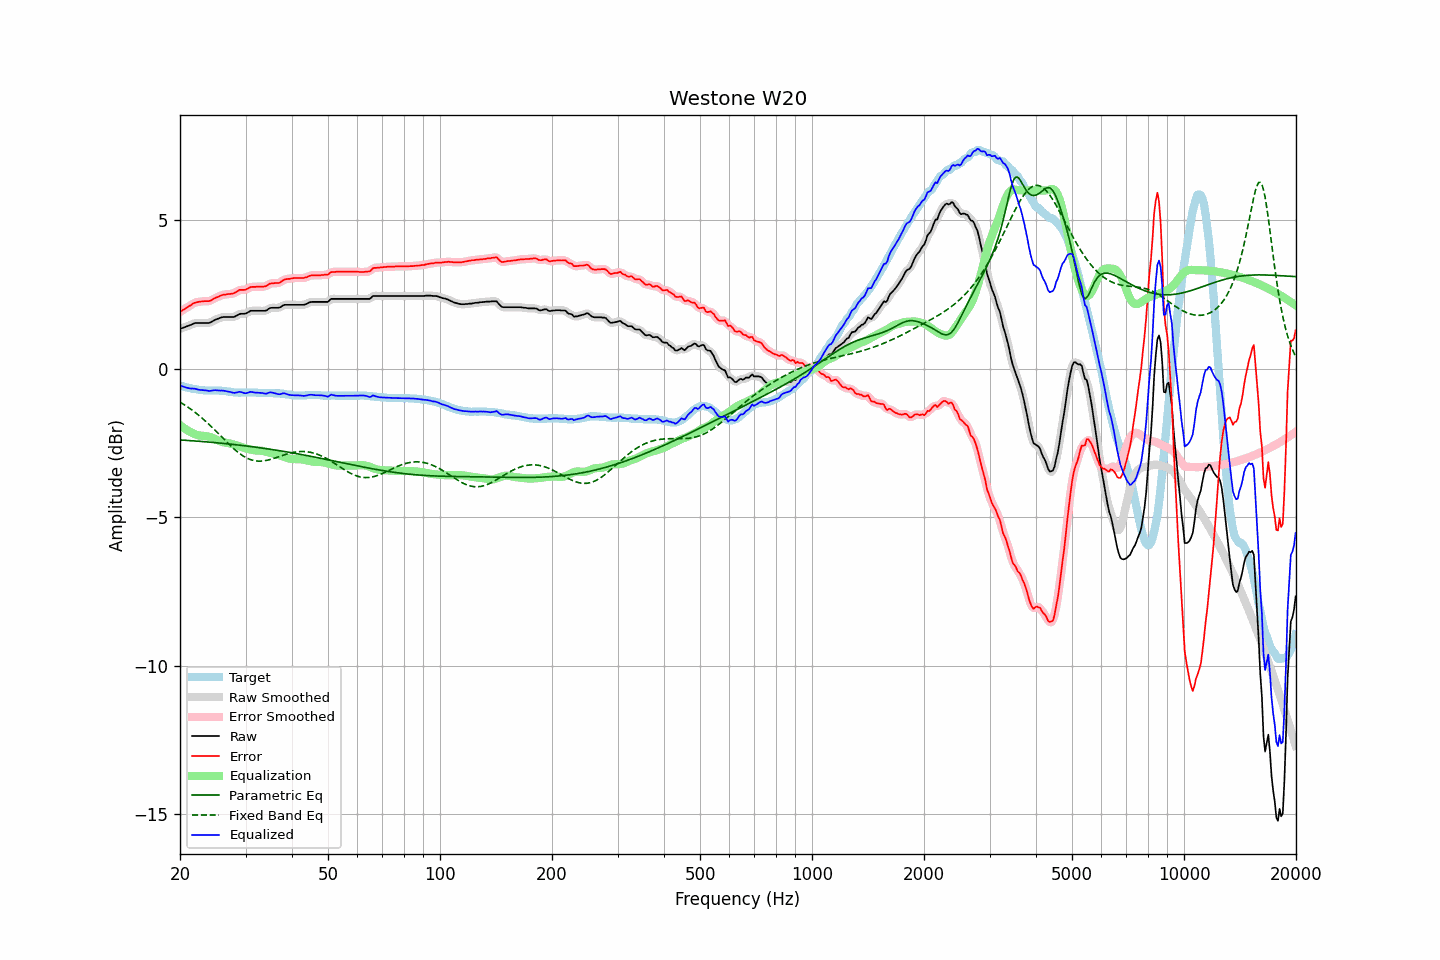 Westone W20
Amplitude (dBr)
5
0
−5
−10
−15
Target
Raw Smoothed
Error Smoothed
Raw
Error
Equalization
Parametric Eq
Fixed Band Eq
Equalized
20 50 100 200 500 1000 2000 5000 10000 20000
Frequency (Hz)